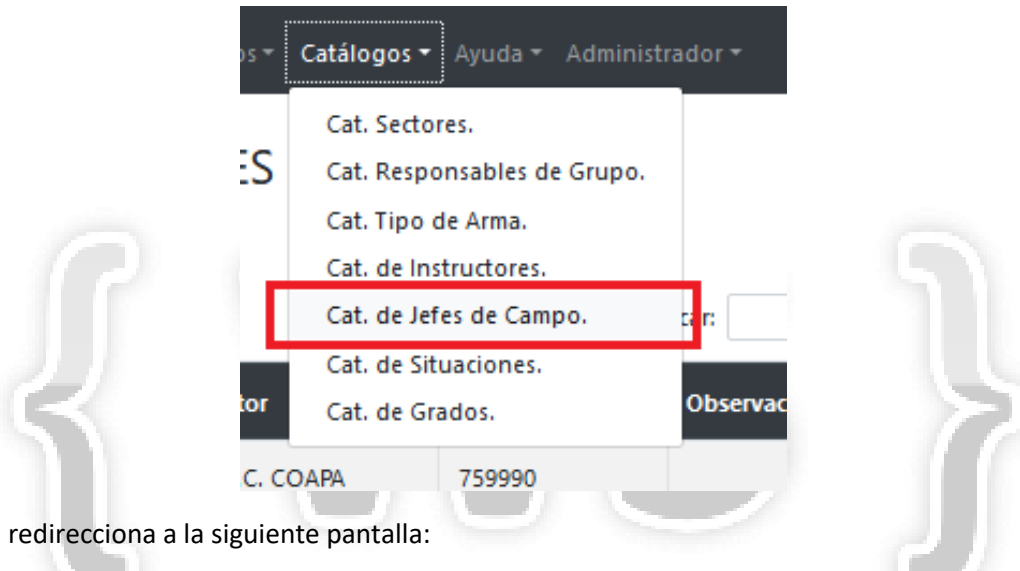 Catálogos Ayuda Administrador
Cat. Sectores.
Cat. Responsables de Grupo.
Cat. Tipo de Arma.
Cat. de Instructores.
Cat. de Jefes de Campo.
Cat. de Situaciones.
Cat. de Grados.
C. COAPA 759990
redirecciona a la siguiente pantalla: